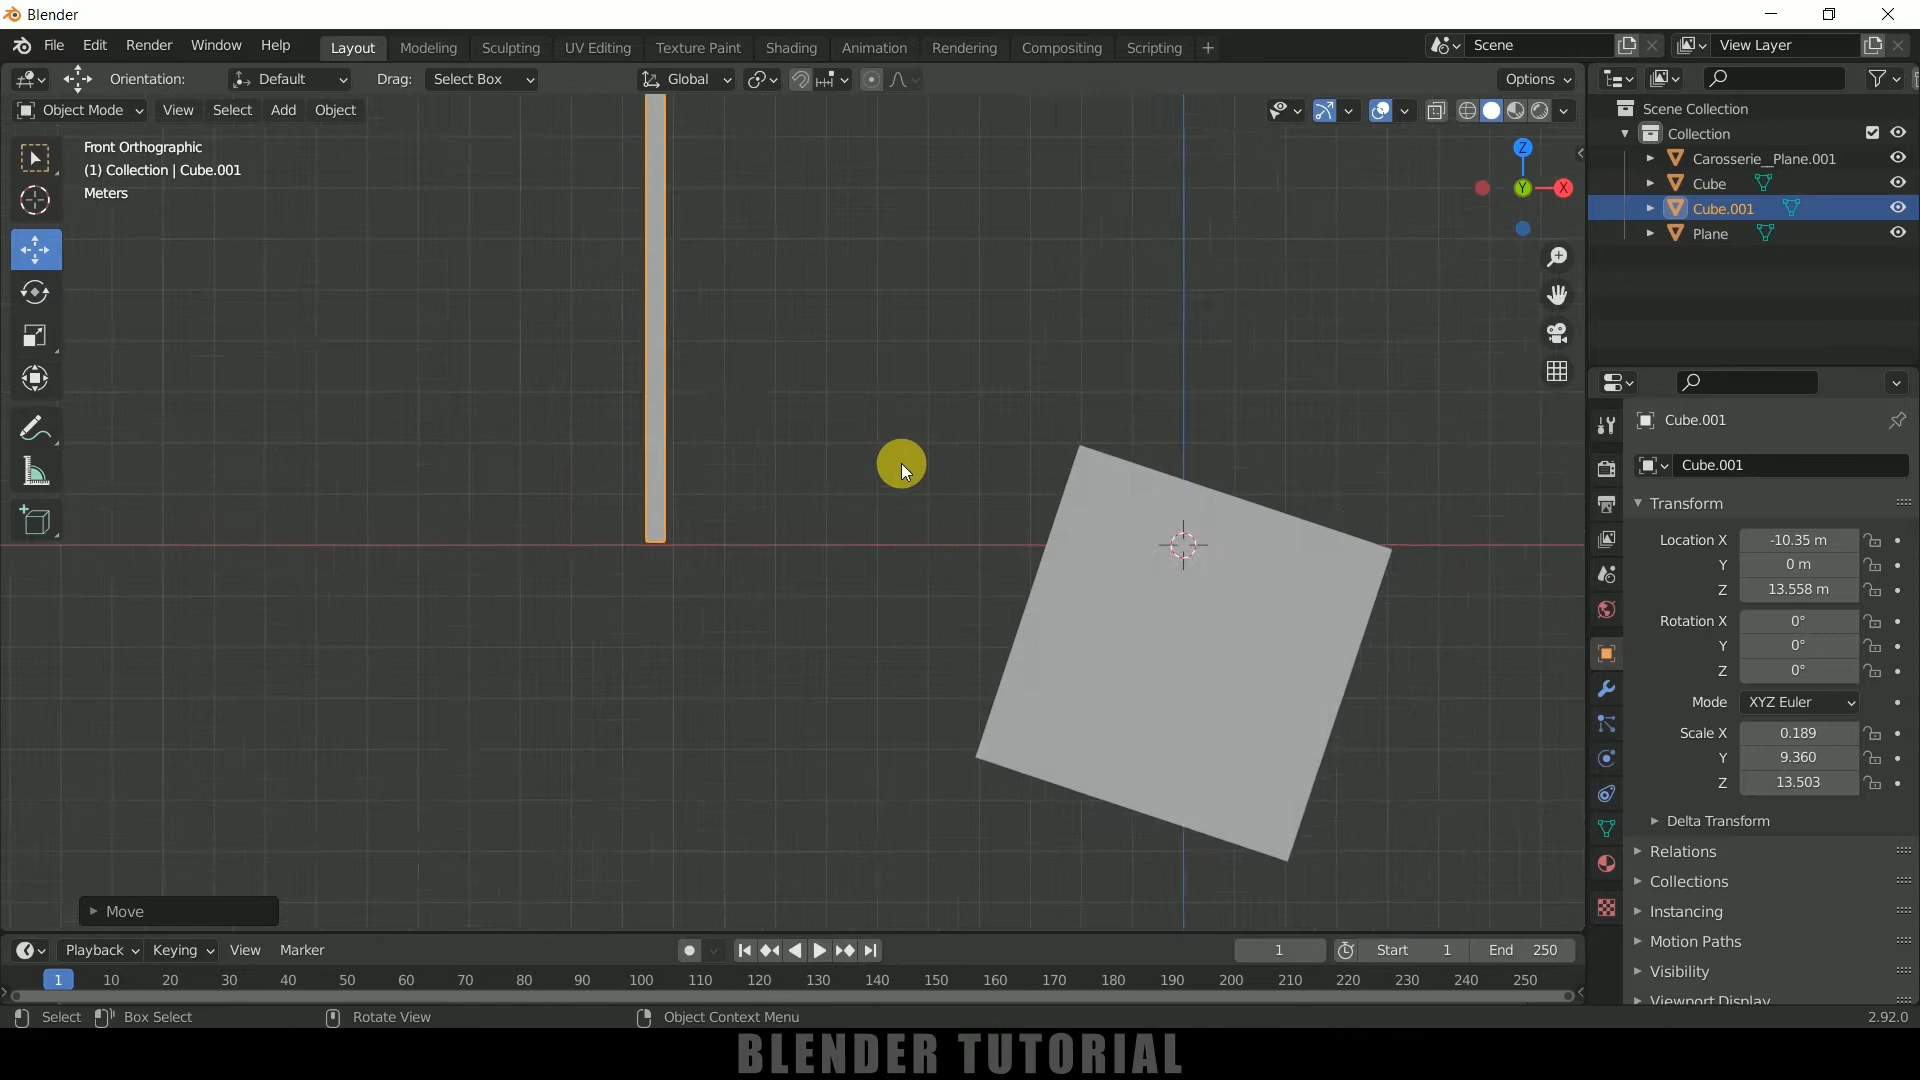 Blender
File Edit Render Window Help Layout Modeling Sculpting UV Editing Texture Paint Shading Animation Rendering Compositing Scripting + Scene View Layer
Orientation: Default Drag: Select Box Global Options
Object Mode View Select Add Object
Front Orthographic
(1) Collection | Cube.001
Meters
Z
Y
X
Scene Collection
Collection
Carosserie__Plane.001
Cube
Cube.001
Plane
Cube.001
Cube.001
Transform
Location X -10.35 m
Y 0 m
Z 13.558 m
Rotation X 0°
Y 0°
Z 0°
Mode XYZ Euler
Scale X 0.189
Y 9.360
Z 13.503
Delta Transform
Relations
Collections
Instancing
Motion Paths
Visibility
Viewport Display
Move
Playback Keying View Marker 1 Start 1 End 250
1 10 20 30 40 50 60 70 80 90 100 110 120 130 140 150 160 170 180 190 200 210 220 230 240 250
Select Box Select Rotate View Object Context Menu 2.92.0
BLENDER TUTORIAL